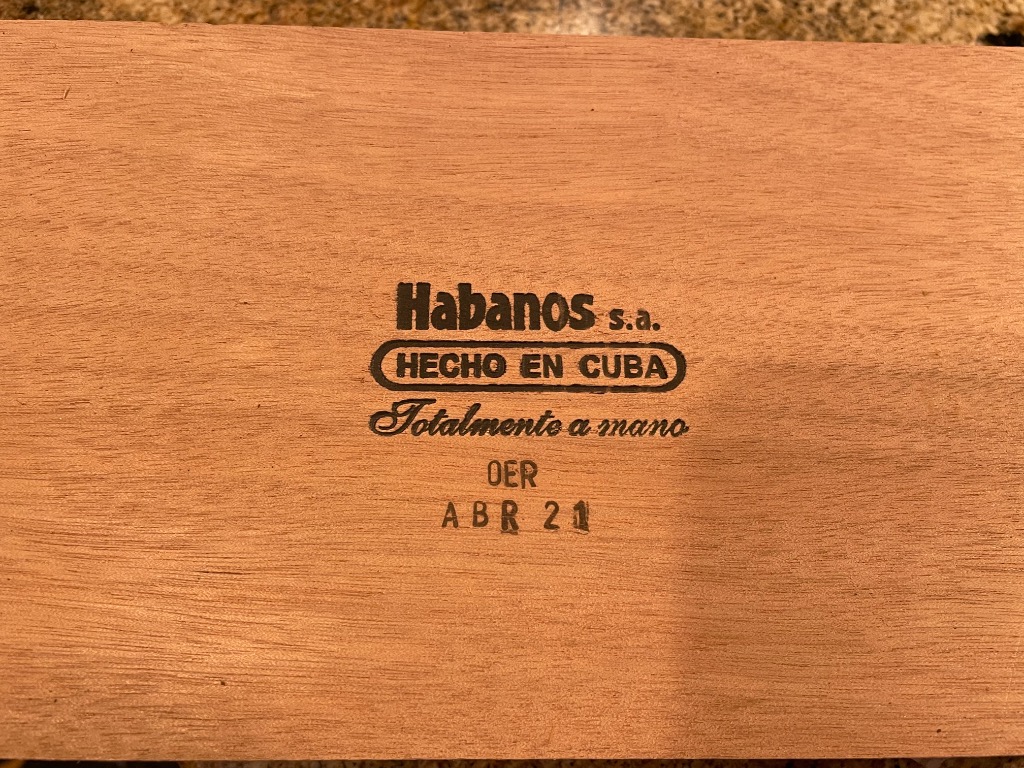 Habanos s.a.
HECHO EN CUBA
Totalmente a mano
OER
ABR 21